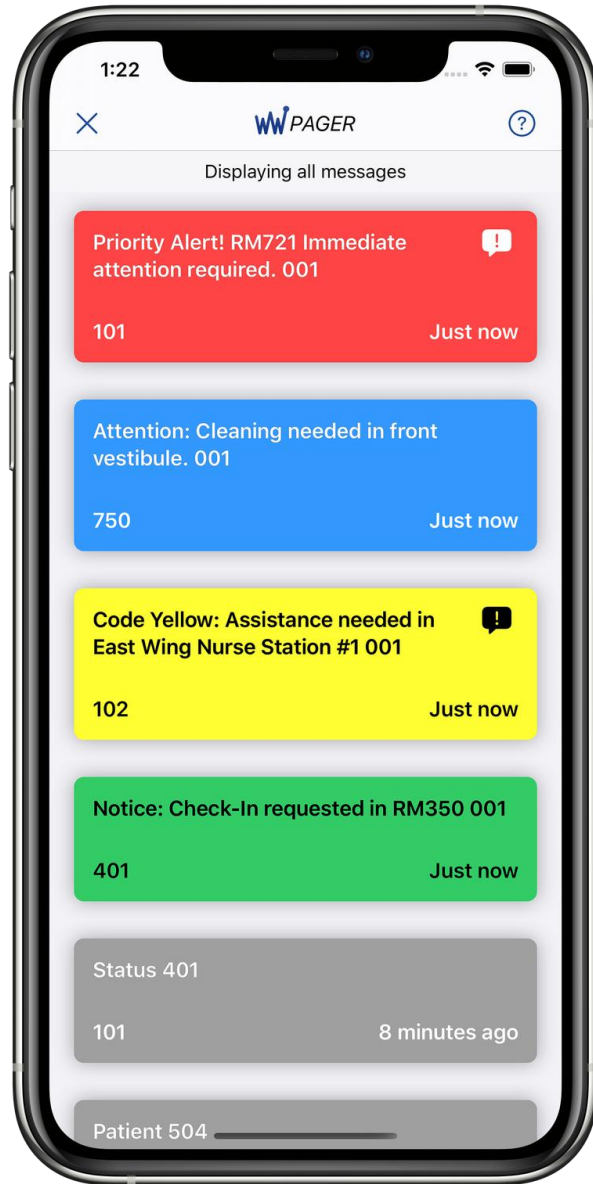 1:22
WW PAGER
?
Displaying all messages
Priority Alert! RM721 Immediate
attention required. 001
!
101 Just now
Attention: Cleaning needed in front
vestibule. 001
750 Just now
Code Yellow: Assistance needed in
East Wing Nurse Station #1 001
!
102 Just now
Notice: Check-In requested in RM350 001
401 Just now
Status 401
101 8 minutes ago
Patient 504